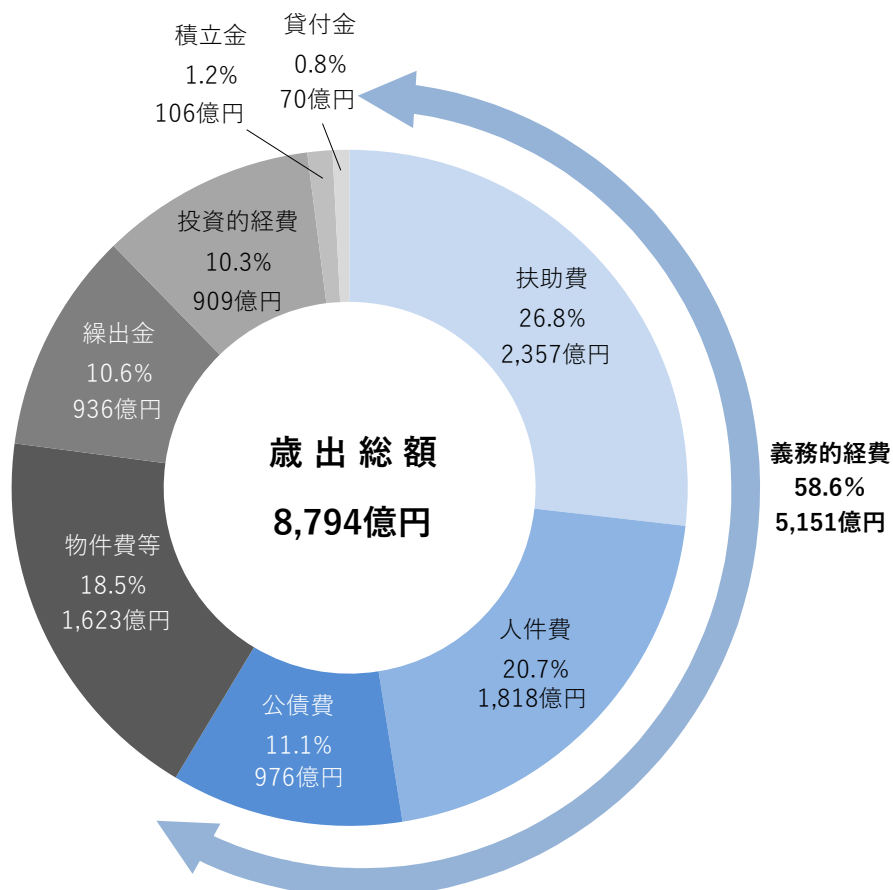 貸付金
0.8%
70億円
積立金
1.2%
106億円
投資的経費
10.3%
909億円
繰出金
10.6%
936億円
物件費等
18.5%
1,623億円
公債費
11.1%
976億円
人件費
20.7%
1,818億円
扶助費
26.8%
2,357億円
歳出総額
8,794億円
義務的経費
58.6%
5,151億円